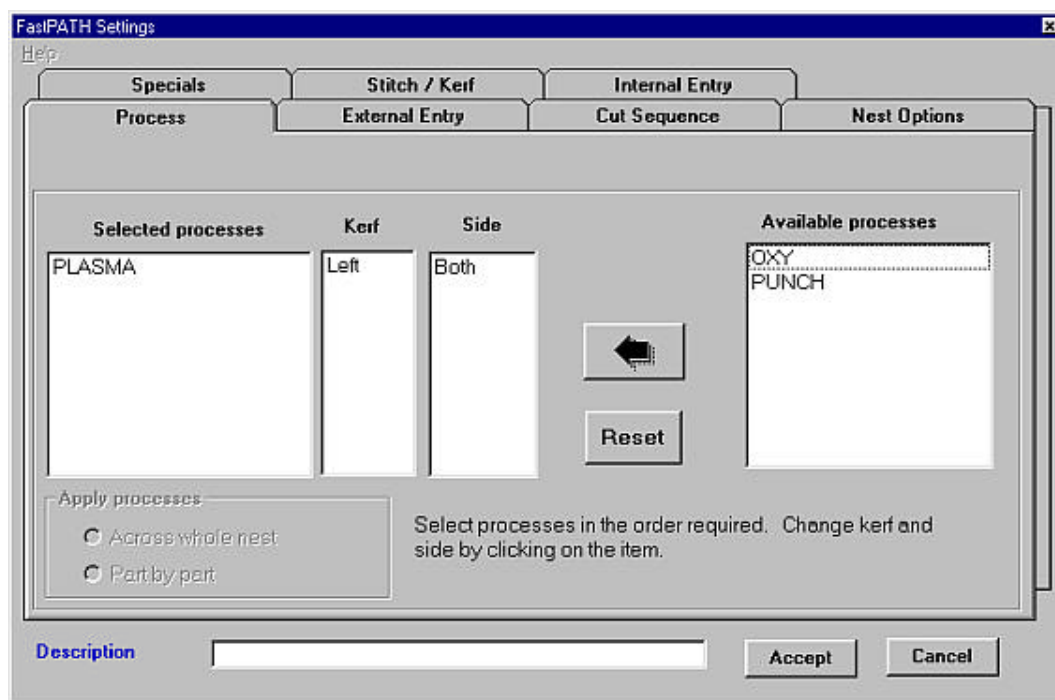 FastPATH Settings
Help
Specials
Stitch / Kerf
Internal Entry
Process
External Entry
Cut Sequence
Nest Options
Selected processes
Kerf
Side
Available processes
PLASMA
Left
Both
OXY
PUNCH
Reset
Apply processes
Across whole nest
Part by part
Select processes in the order required. Change kerf and
side by clicking on the item.
Description
Accept
Cancel